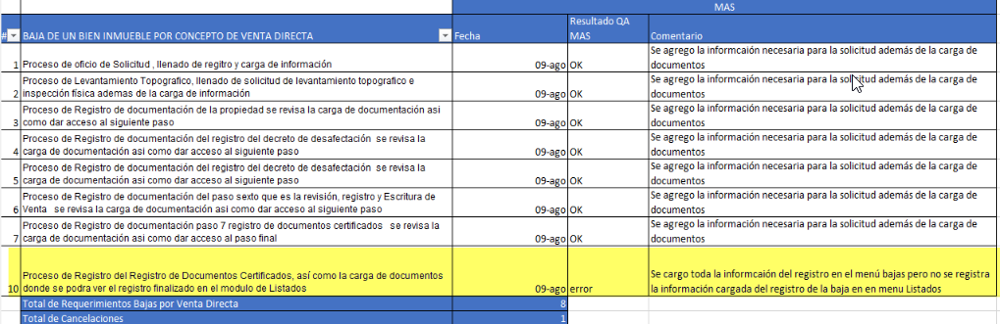 MAS
# BAJA DE UN BIEN INMUEBLE POR CONCEPTO DE VENTA DIRECTA Fecha Resultado QA MAS Comentario
1 Proceso de oficio de Solicitud , llenado de regitro y carga de información 09-ago OK Se agrego la informcaión necesaria para la solicitud además de la carga de
documentos
Proceso de Levantamiento Topografico, llenado de solicitud de levantamiento topografico e
2 inspección física ademas de la carga de información 09-ago OK Se agrego la información necesaria para la solicitud además de la carga de
documentos
Proceso de Registro de documentación de la propiedad se revisa la carga de documentación asi
3 como dar acceso al siguiente paso 09-ago OK Se agrego la información necesaria para la solicitud además de la carga de
documentos
Proceso de Registro de documentación del registro del decreto de desafectación se revisa la
4 carga de documentación asi como dar acceso al siguiente paso 09-ago OK Se agrego la información necesaria para la solicitud además de la carga de
documentos
Proceso de Registro de documentación del registro del decreto de desafectación se revisa la
5 carga de documentación asi como dar acceso al siguiente paso 09-ago OK Se agrego la información necesaria para la solicitud además de la carga de
documentos
Proceso de Registro de documentación del paso sexto que es la revisión, registro y Escritura de
6 Venta se revisa la carga de documentación asi como dar acceso al siguiente paso 09-ago OK Se agrego la información necesaria para la solicitud además de la carga de
documentos
Proceso de Registro de documentación paso 7 registro de documentos certificados se revisa la
7 carga de documentación asi como dar acceso al paso final 09-ago OK Se agrego la información necesaria para la solicitud además de la carga de
documentos
Proceso de Registro del Registro de Documentos Certificados, así como la carga de documentos
10 donde se podra ver el registro finalizado en el modulo de Listados 09-ago error Se cargo toda la informcaión del registro en el menú bajas pero no se registra
la información cargada del registro de la baja en en menu Listados
Total de Requerimientos Bajas por Venta Directa 8
Total de Cancelaciones 1